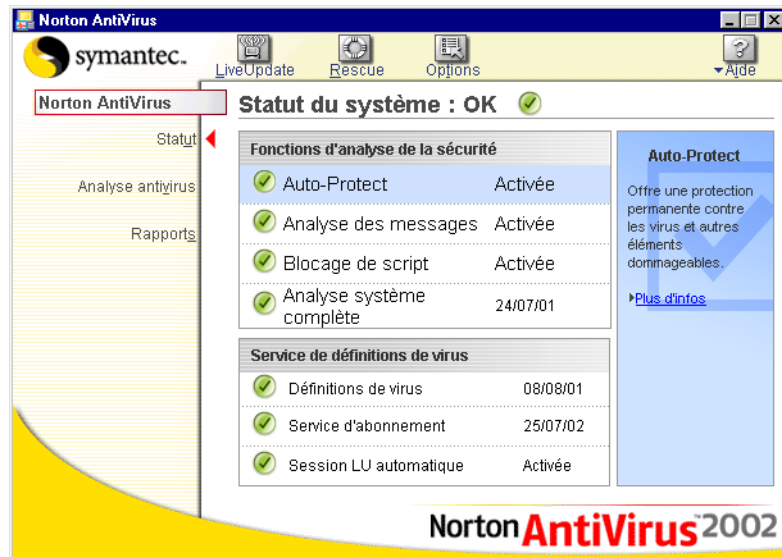 Norton AntiVirus
symantec.
LiveUpdate
Rescue
Options
Aide
Norton AntiVirus
Statut
Analyse antivirus
Rapports
Statut du système : OK
Fonctions d'analyse de la sécurité
Auto-Protect Activée
Analyse des messages Activée
Blocage de script Activée
Analyse système
complète 24/07/01
Service de définitions de virus
Définitions de virus 08/08/01
Service d'abonnement 25/07/02
Session LU automatique Activée
Auto-Protect
Offre une protection
permanente contre
les virus et autres
éléments
dommageables.
Plus d'infos
Norton AntiVirus™ 2002